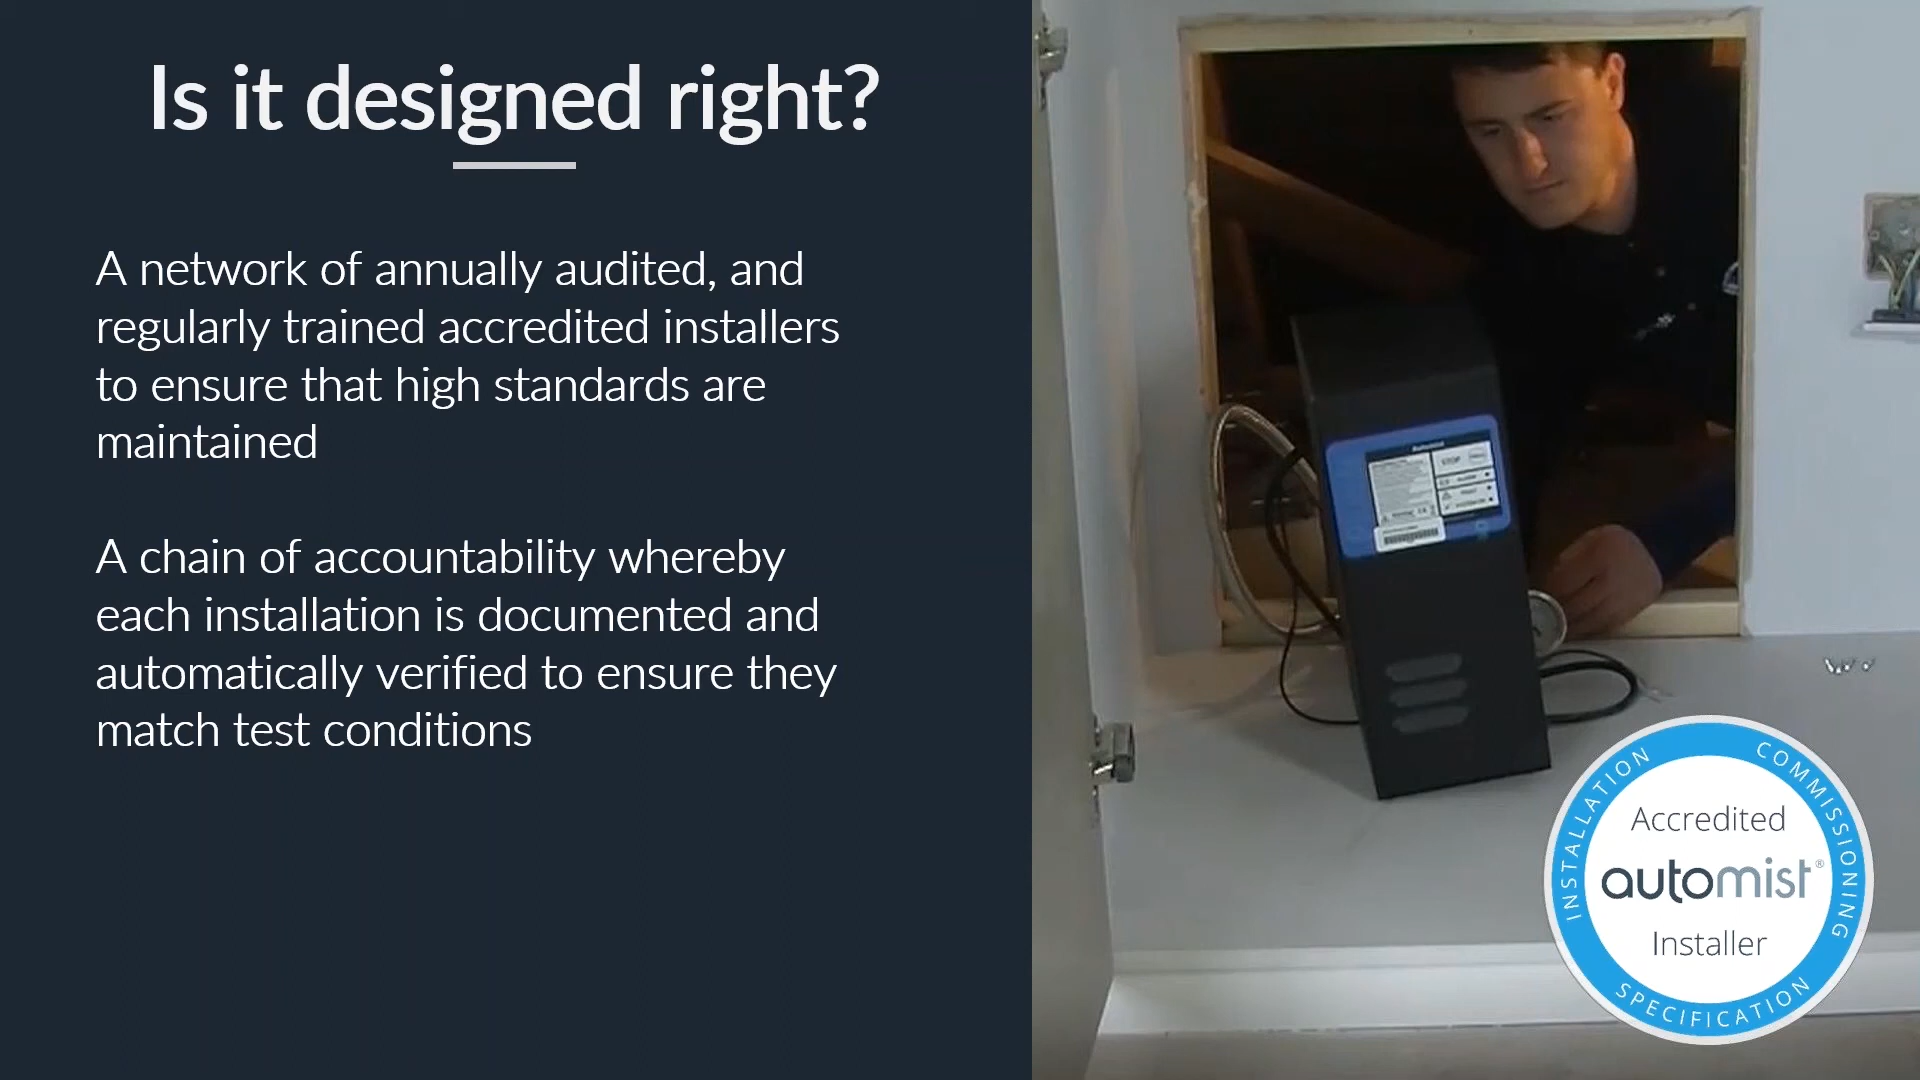 Is it designed right?
A network of annually audited, and
regularly trained accredited installers
to ensure that high standards are
maintained
A chain of accountability whereby
each installation is documented and
automatically verified to ensure they
match test conditions
STOP
INSTALLATION
COMMISSIONING
Accredited
automist®
Installer
SPECIFICATION